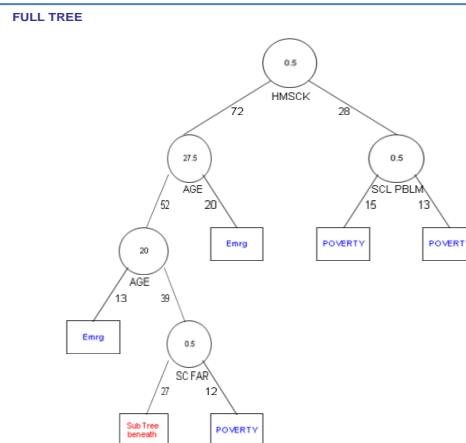 FULL TREE
0.5
HMSCK
72 28
27.5 0.5
AGE SCL PBLM
52 20 15 13
20 Emrg POVERTY POVERTY
AGE
13 39
Emrg 0.5
SC FAR
27 12
Sub Tree
beneath POVERTY